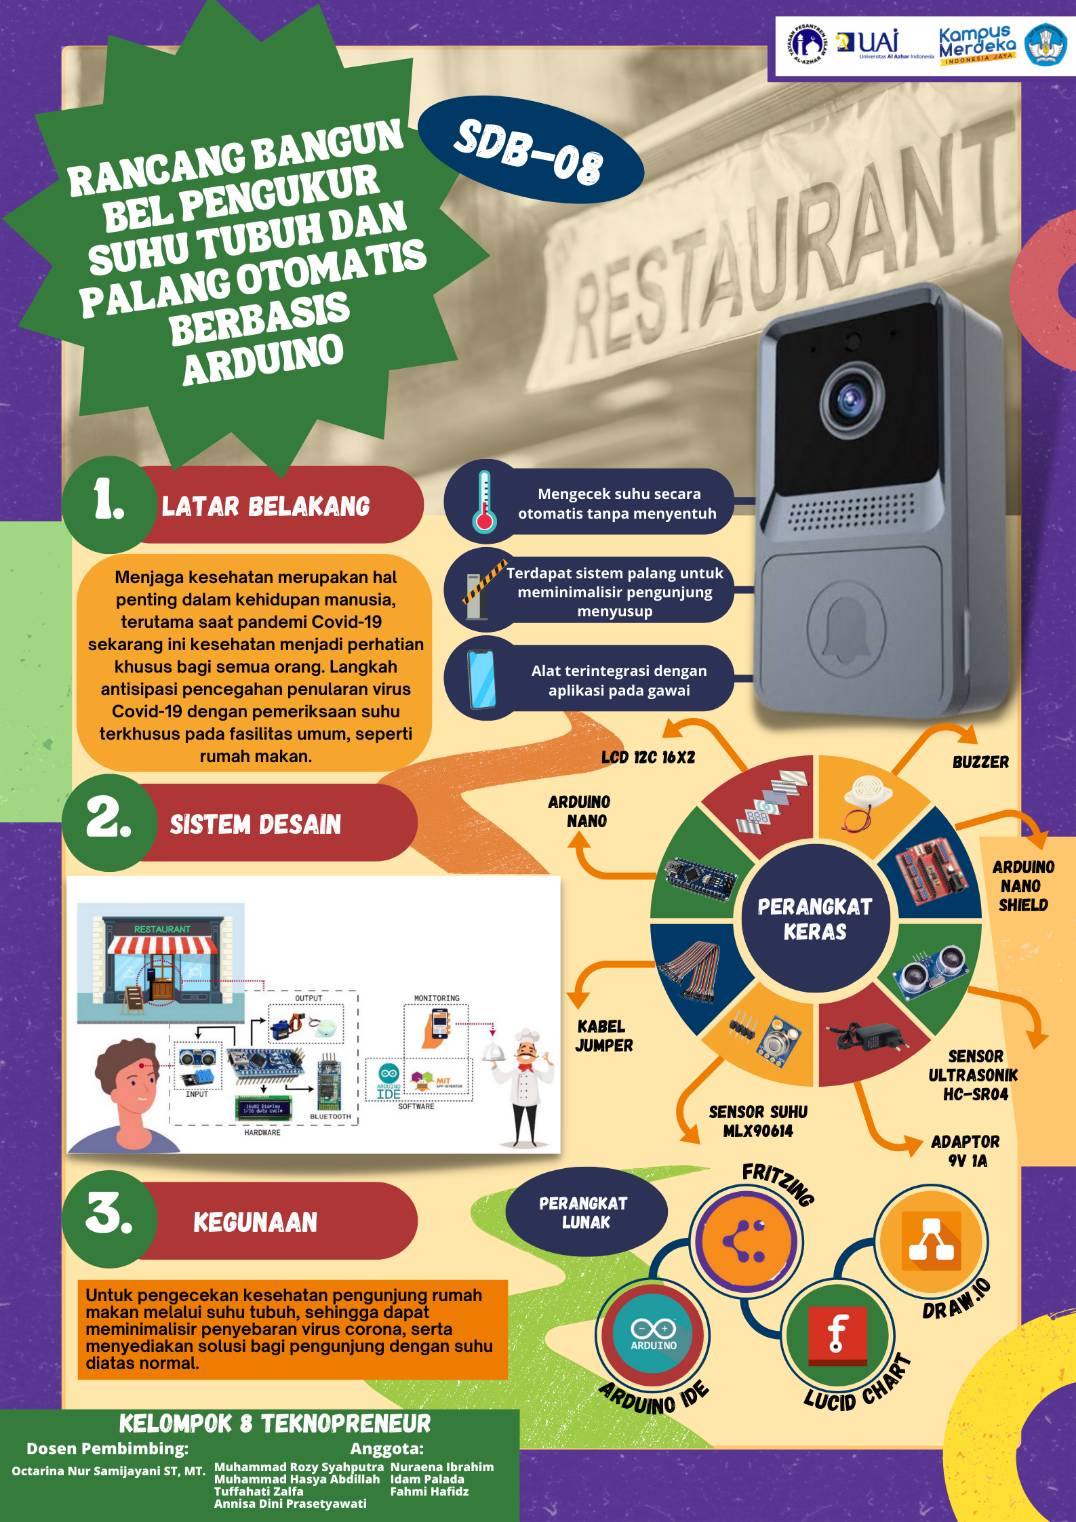 UAI
Universitas Al Azhar Indonesia
Kampus
Merdeka
INDONESIA JAYA
RANCANG BANGUN
BEL PENGUKUR
SUHU TUBUH DAN
PALANG OTOMATIS
BERBASIS
ARDUINO
SDB-08
RESTAURANT
1.
LATAR BELAKANG
Menjaga kesehatan merupakan hal
penting dalam kehidupan manusia,
terutama saat pandemi Covid-19
sekarang ini kesehatan menjadi perhatian
khusus bagi semua orang. Langkah
antisipasi pencegahan penularan virus
Covid-19 dengan pemeriksaan suhu
terkhusus pada fasilitas umum, seperti
rumah makan.
Mengecek suhu secara
otomatis tanpa menyentuh
Terdapat sistem palang untuk
meminimalisir pengunjung
menyusup
Alat terintegrasi dengan
aplikasi pada gawai
2.
SISTEM DESAIN
RESTAURANT
OUTPUT
INPUT
BLUETOOTH
HARDWARE
MONITORING
ARDUINO
IDE
MIT
APP INVENTOR
SOFTWARE
PERANGKAT
KERAS
LCD 12C 16X2
BUZZER
ARDUINO
NANO
ARDUINO
NANO
SHIELD
KABEL
JUMPER
SENSOR
ULTRASONIK
HC-SR04
SENSOR SUHU
MLX90614
ADAPTOR
9V 1A
3.
KEGUNAAN
Untuk pengecekan kesehatan pengunjung rumah
makan melalui suhu tubuh, sehingga dapat
meminimalisir penyebaran virus corona, serta
menyediakan solusi bagi pengunjung dengan suhu
diatas normal.
PERANGKAT
LUNAK
FRITZING
DRAW.IO
ARDUINO
ARDUINO IDE
LUCID CHART
KELOMPOK 8 TEKNOPRENEUR
Dosen Pembimbing:
Octarina Nur Samijayani ST, MT.
Anggota:
Muhammad Rozy Syahputra
Muhammad Hasya Abdillah
Tuffahati Zalfa
Annisa Dini Prasetyawati
Nuraena Ibrahim
Idam Palada
Fahmi Hafidz